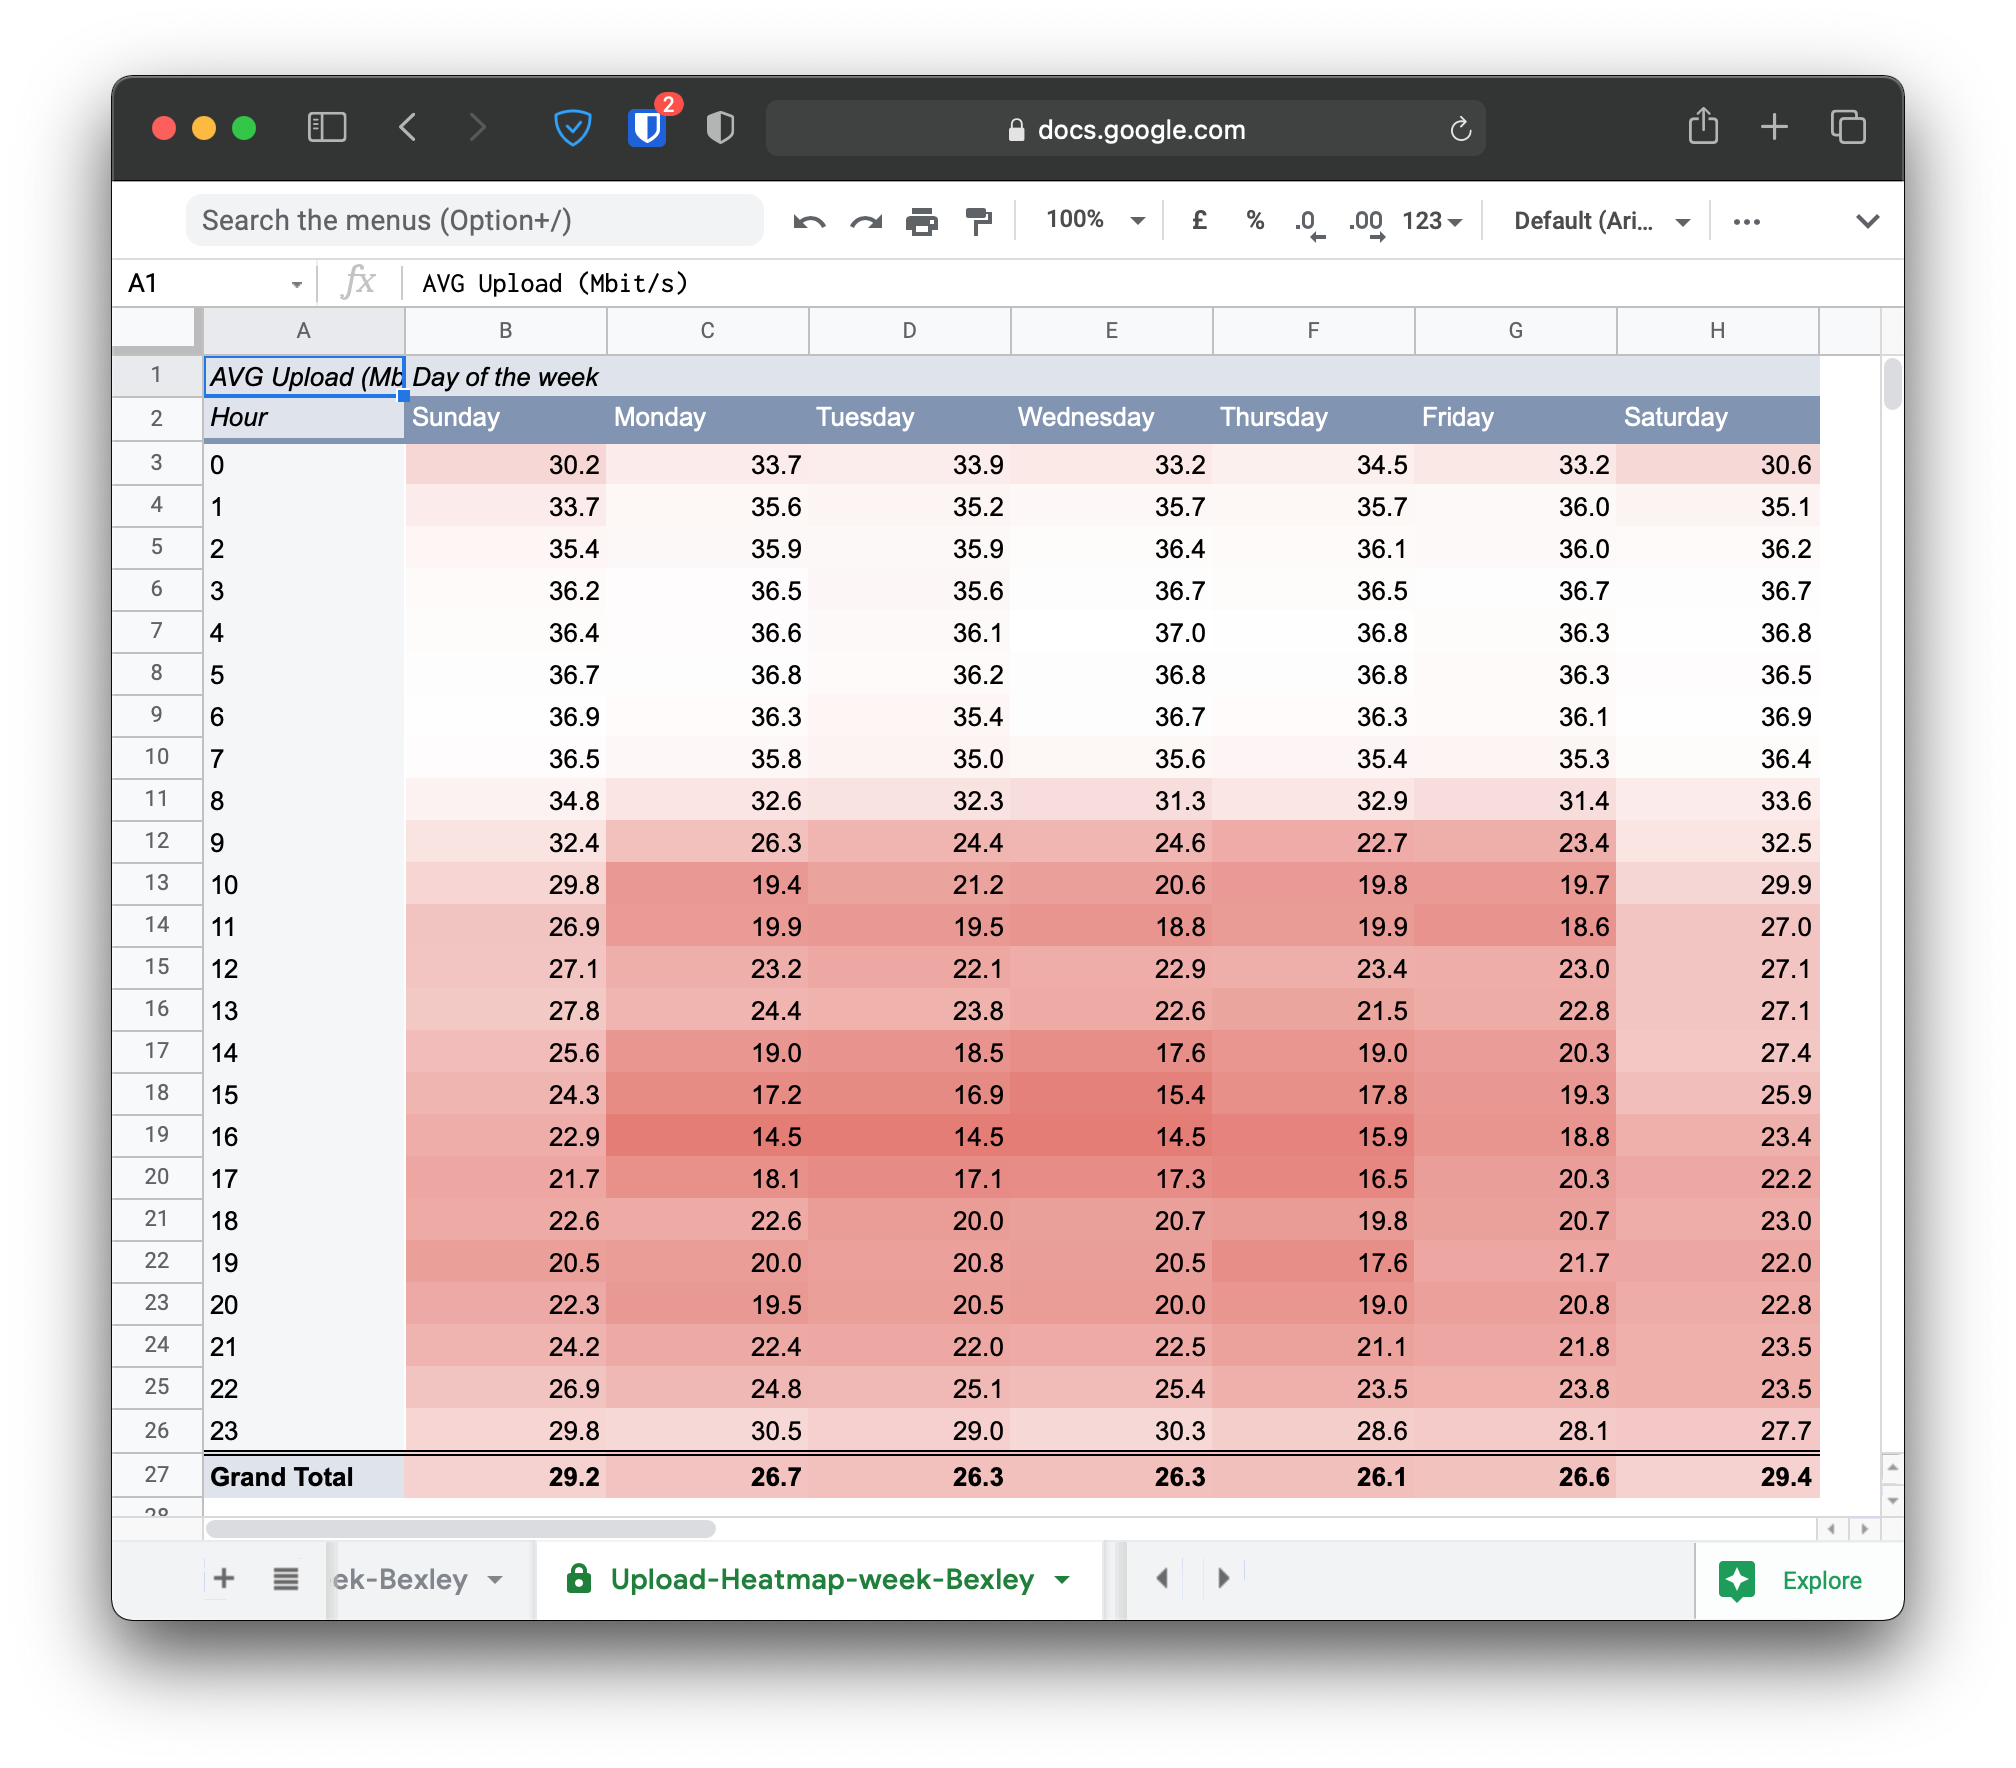 2
docs.google.com
Search the menus (Option+/) 100% £ % .0 .00 123 Default (Ari...
A1 fx AVG Upload (Mbit/s)
A B C D E F G H
1 AVG Upload (Mb Day of the week
2 Hour Sunday Monday Tuesday Wednesday Thursday Friday Saturday
3 0 30.2 33.7 33.9 33.2 34.5 33.2 30.6
4 1 33.7 35.6 35.2 35.7 35.7 36.0 35.1
5 2 35.4 35.9 35.9 36.4 36.1 36.0 36.2
6 3 36.2 36.5 35.6 36.7 36.5 36.7 36.7
7 4 36.4 36.6 36.1 37.0 36.8 36.3 36.8
8 5 36.7 36.8 36.2 36.8 36.8 36.3 36.5
9 6 36.9 36.3 35.4 36.7 36.3 36.1 36.9
10 7 36.5 35.8 35.0 35.6 35.4 35.3 36.4
11 8 34.8 32.6 32.3 31.3 32.9 31.4 33.6
12 9 32.4 26.3 24.4 24.6 22.7 23.4 32.5
13 10 29.8 19.4 21.2 20.6 19.8 19.7 29.9
14 11 26.9 19.9 19.5 18.8 19.9 18.6 27.0
15 12 27.1 23.2 22.1 22.9 23.4 23.0 27.1
16 13 27.8 24.4 23.8 22.6 21.5 22.8 27.1
17 14 25.6 19.0 18.5 17.6 19.0 20.3 27.4
18 15 24.3 17.2 16.9 15.4 17.8 19.3 25.9
19 16 22.9 14.5 14.5 14.5 15.9 18.8 23.4
20 17 21.7 18.1 17.1 17.3 16.5 20.3 22.2
21 18 22.6 22.6 20.0 20.7 19.8 20.7 23.0
22 19 20.5 20.0 20.8 20.5 17.6 21.7 22.0
23 20 22.3 19.5 20.5 20.0 19.0 20.8 22.8
24 21 24.2 22.4 22.0 22.5 21.1 21.8 23.5
25 22 26.9 24.8 25.1 25.4 23.5 23.8 23.5
26 23 29.8 30.5 29.0 30.3 28.6 28.1 27.7
27 Grand Total 29.2 26.7 26.3 26.3 26.1 26.6 29.4
28
ek-Bexley Upload-Heatmap-week-Bexley Explore